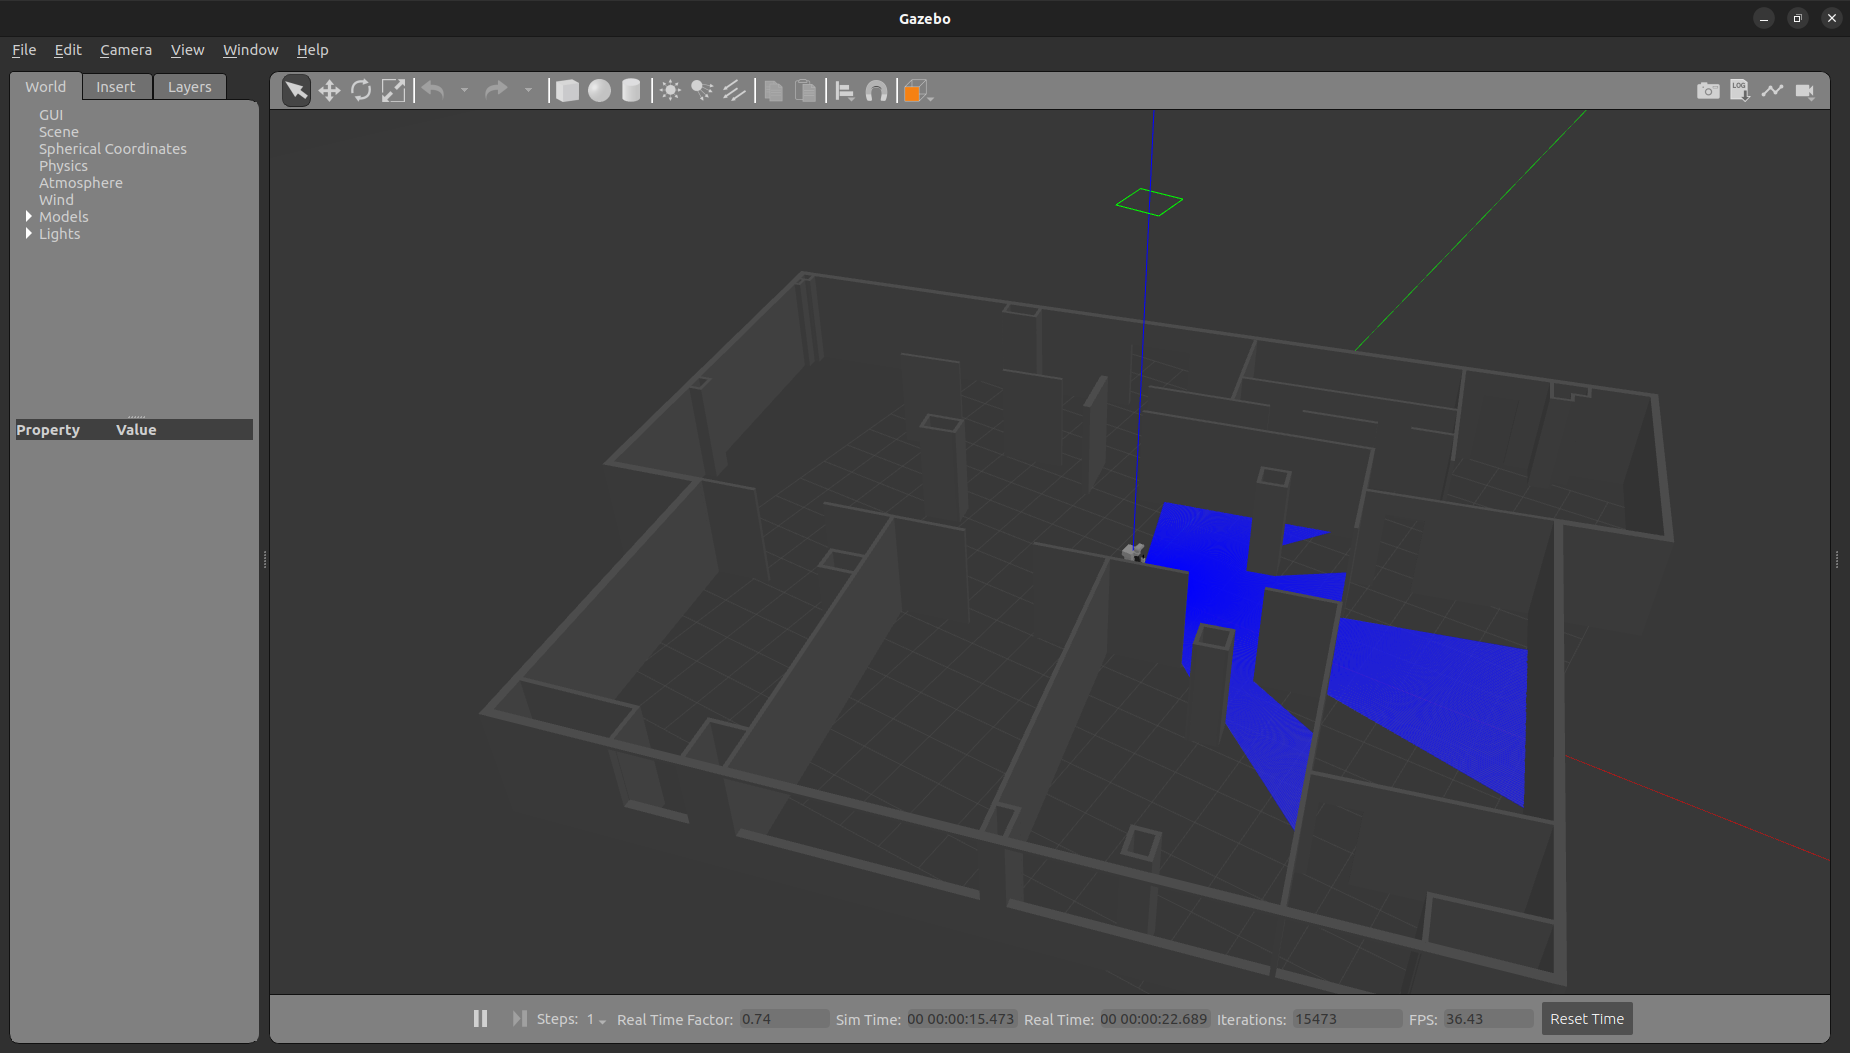 Gazebo
File Edit Camera View Window Help
World Insert Layers
LOG
GUI
Scene
Spherical Coordinates
Physics
Atmosphere
Wind
Models
Lights
Property Value
Steps: 1 Real Time Factor: 0.74 Sim Time: 00 00:00:15.473 Real Time: 00 00:00:22.689 Iterations: 15473 FPS: 36.43 Reset Time